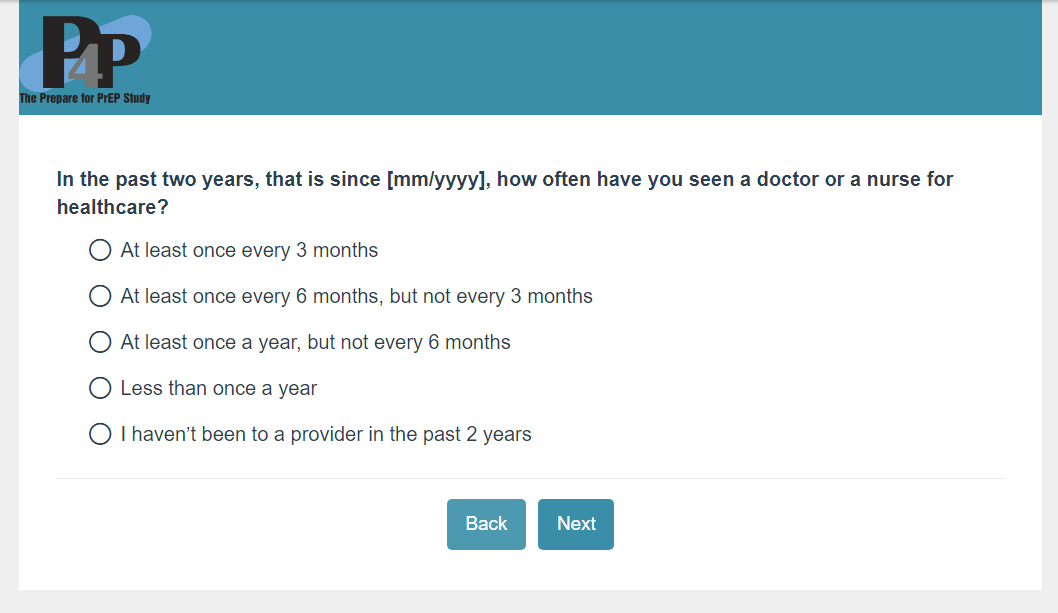 P4P
The Prepare for PrEP Study
In the past two years, that is since [mm/yyyy], how often have you seen a doctor or a nurse for
healthcare?
At least once every 3 months
At least once every 6 months, but not every 3 months
At least once a year, but not every 6 months
Less than once a year
I haven’t been to a provider in the past 2 years
Back Next